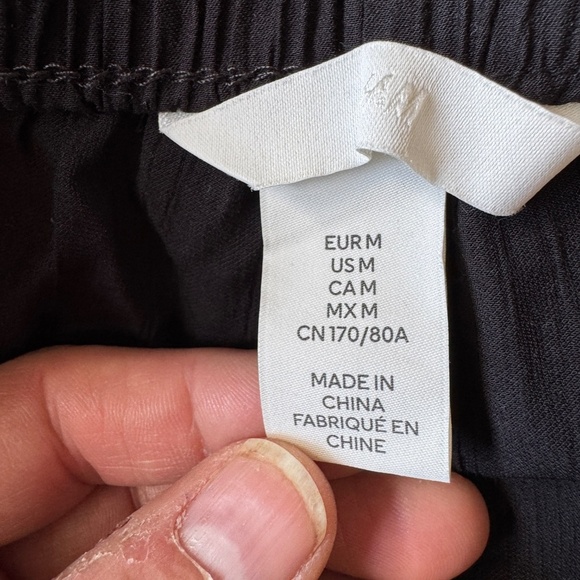 H&M
EUR M
US M
CA M
MX M
CN 170/80A
MADE IN
CHINA
FABRIQUÉ EN
CHINE